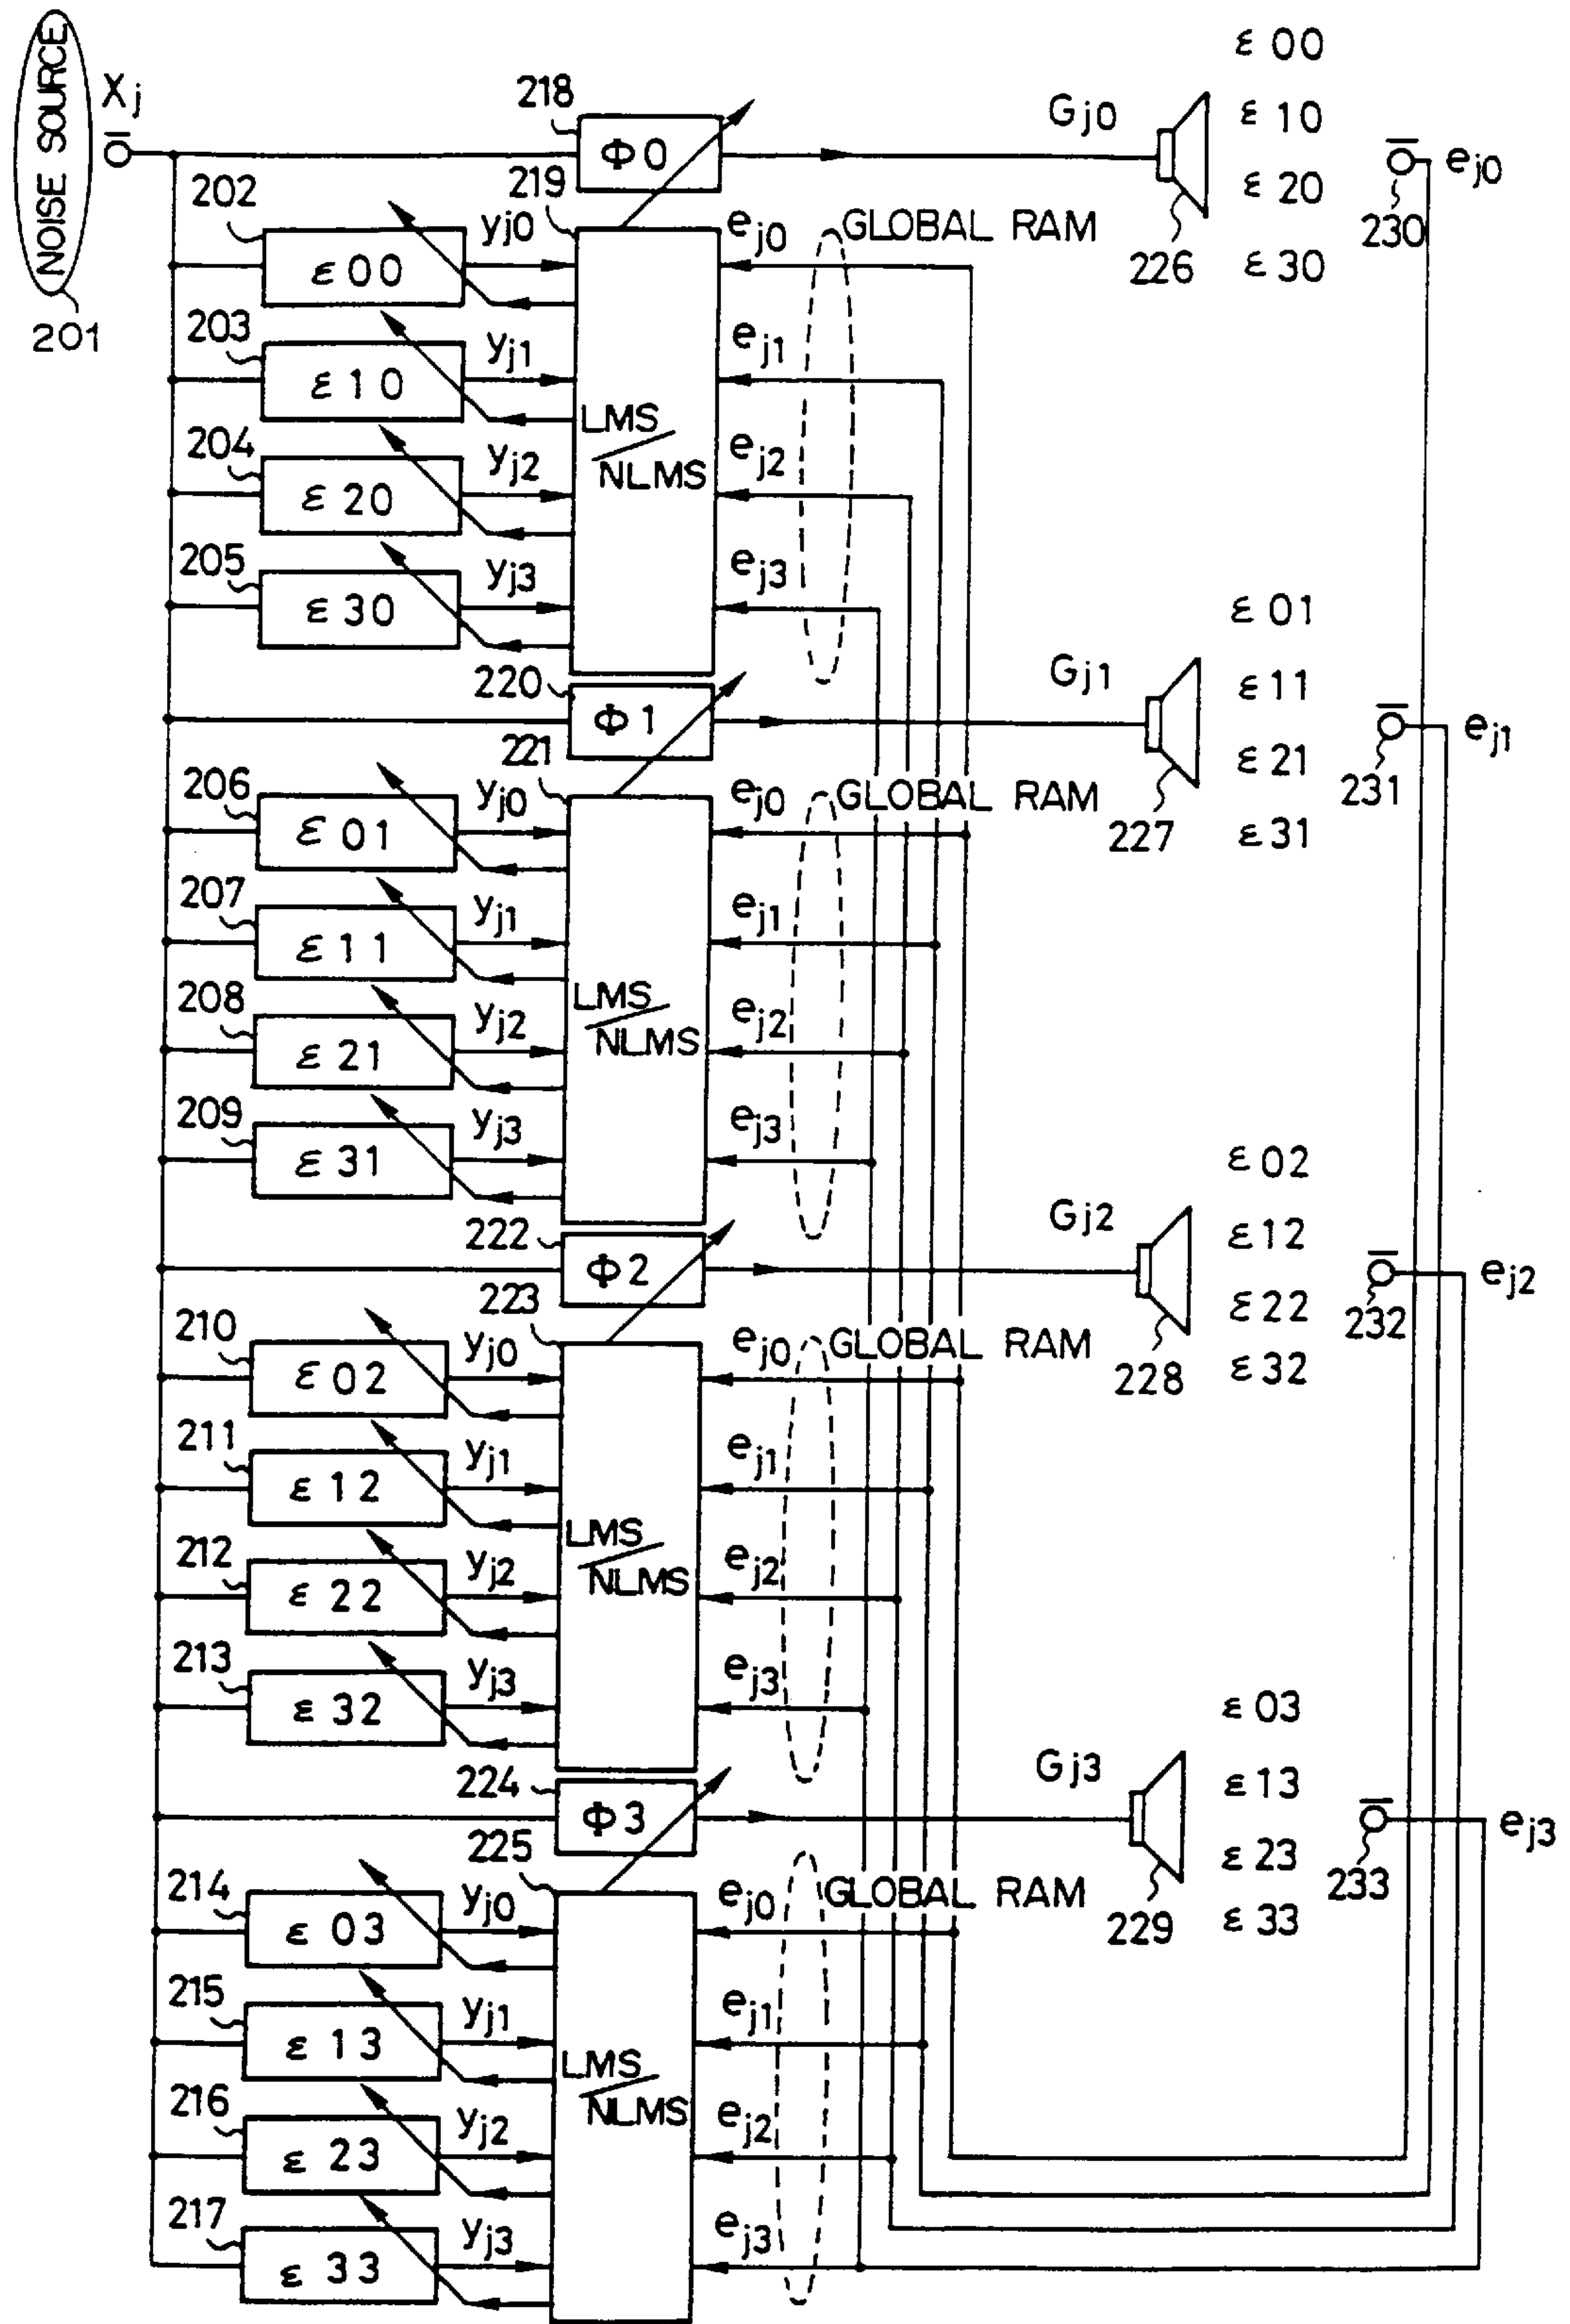 NOISE SOURCE
201
Xj
218
Φ0
Gj0
ε 00
ε 10
ε 20
ε 30
226
230
ej0
219
LMS
NLMS
GLOBAL RAM
202
ε 00
yj0
ej0
203
ε 10
yj1
ej1
204
ε 20
yj2
ej2
205
ε 30
yj3
ej3
220
Φ1
Gj1
ε 01
ε 11
ε 21
ε 31
227
231
ej1
221
LMS
NLMS
GLOBAL RAM
206
ε 01
yj0
ej0
207
ε 11
yj1
ej1
208
ε 21
yj2
ej2
209
ε 31
yj3
ej3
222
Φ2
Gj2
ε 02
ε 12
ε 22
ε 32
228
232
ej2
223
LMS
NLMS
GLOBAL RAM
210
ε 02
yj0
ej0
211
ε 12
yj1
ej1
212
ε 22
yj2
ej2
213
ε 32
yj3
ej3
224
Φ3
Gj3
ε 03
ε 13
ε 23
ε 33
229
233
ej3
225
LMS
NLMS
GLOBAL RAM
214
ε 03
yj0
ej0
215
ε 13
yj1
ej1
216
ε 23
yj2
ej2
217
ε 33
yj3
ej3